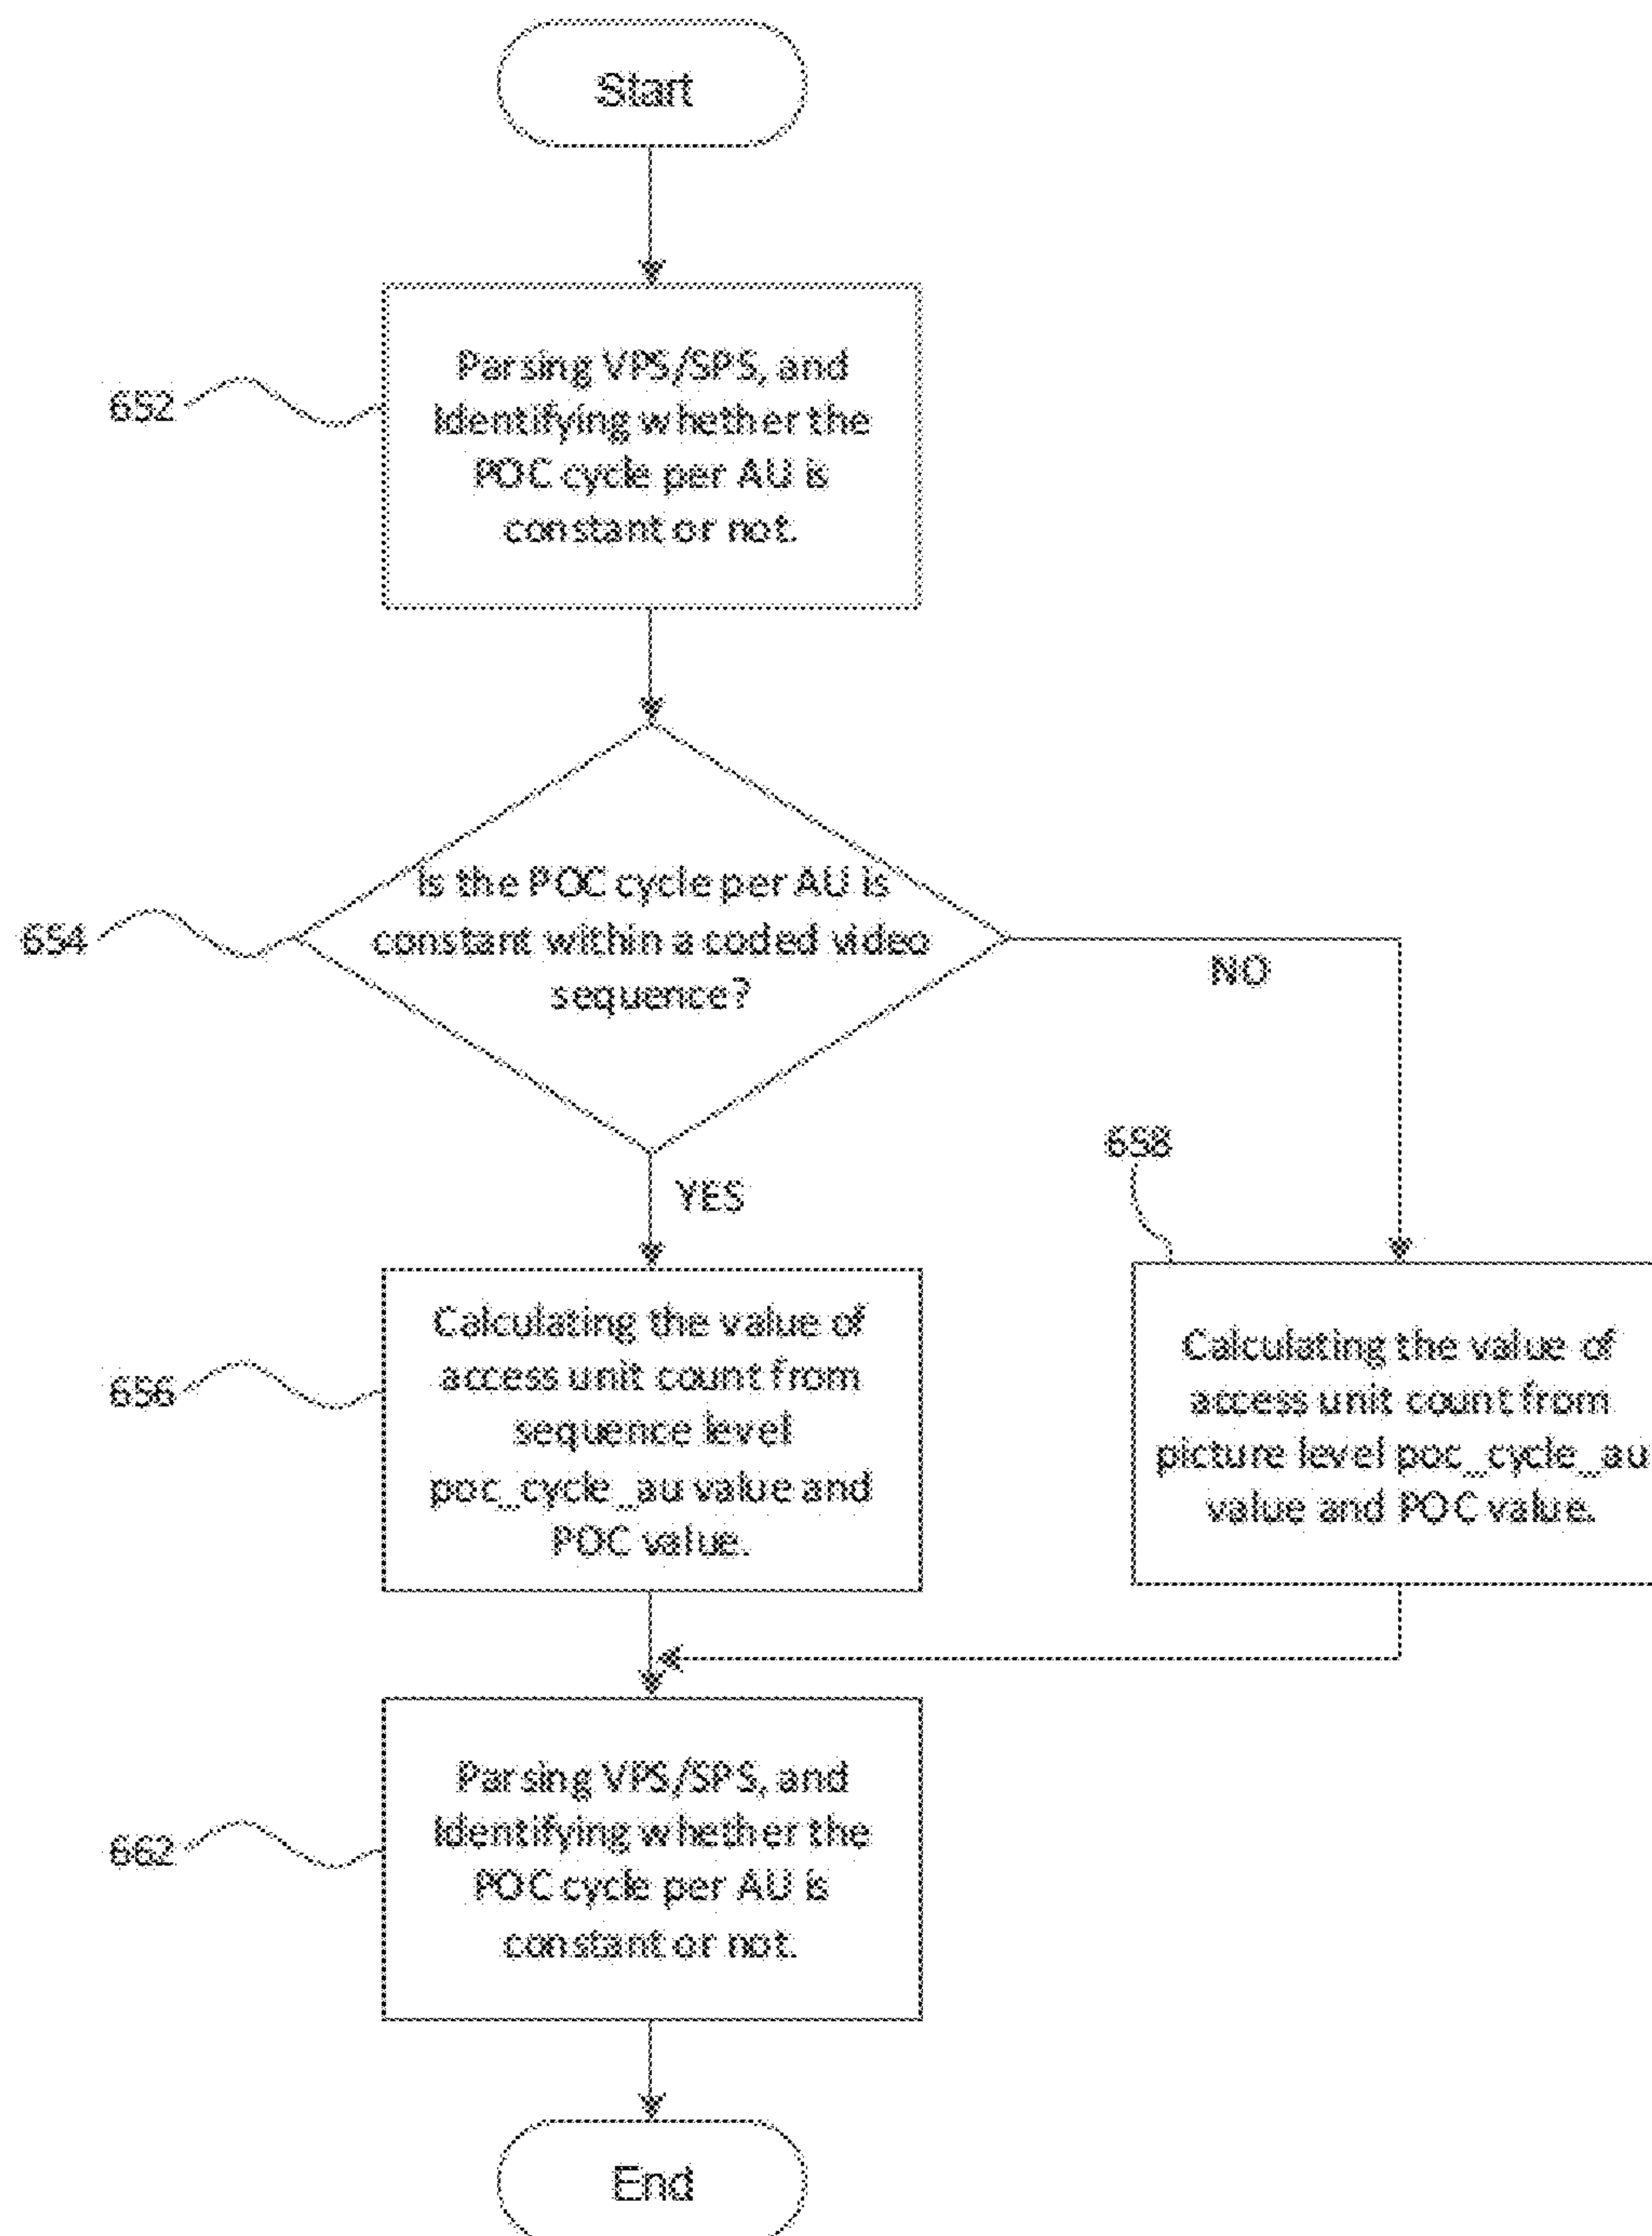 Start
652
Parsing VPS/SPS, and
Identifying whether the
POC cycle per AU is
constant or not.
654
Is the POC cycle per AU is
constant within a coded video
sequence?
NO
YES
658
656
Calculating the value of
access unit count from
sequence level
poc_cycle_au value and
POC value.
Calculating the value of
access unit count from
picture level poc_cycle_au
value and POC value.
662
Parsing VPS/SPS, and
Identifying whether the
POC cycle per AU is
constant or not.
End